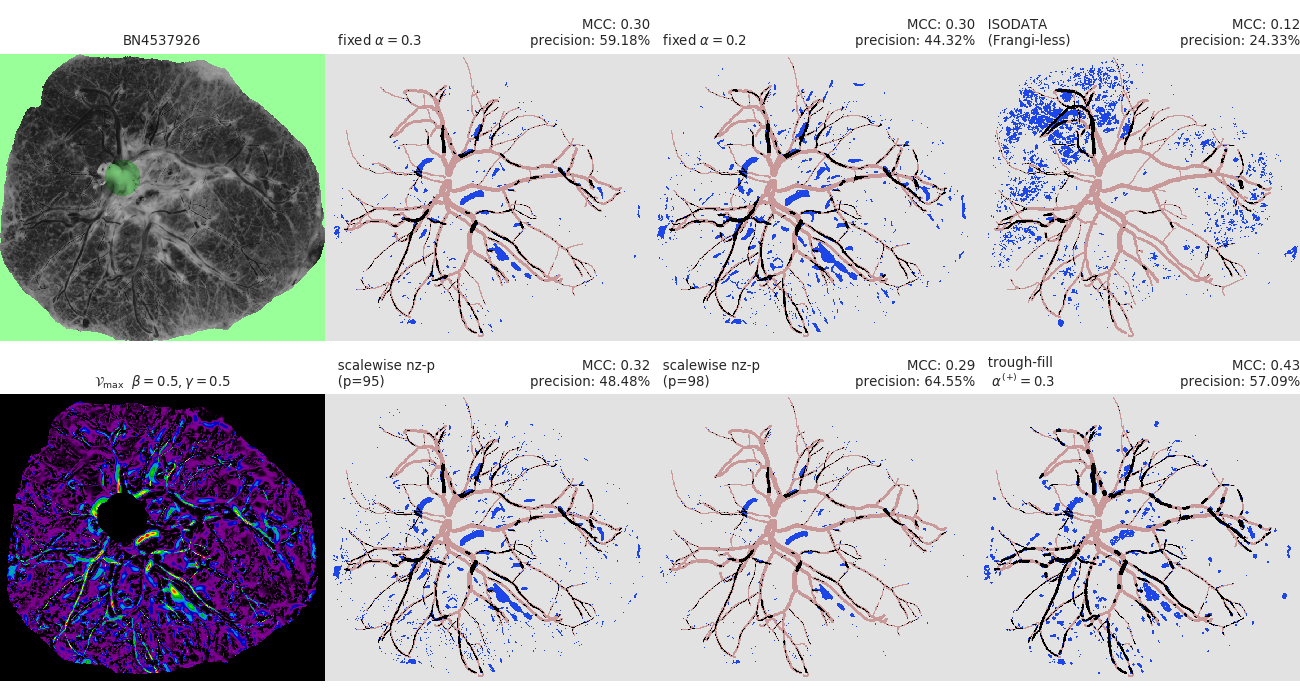 BN4537926
fixed α = 0.3
MCC: 0.30
precision: 59.18%
fixed α = 0.2
MCC: 0.30
precision: 44.32%
ISODATA
(Frangi-less)
MCC: 0.12
precision: 24.33%
𝒱max β = 0.5, γ = 0.5
scalewise nz-p
(p=95)
MCC: 0.32
precision: 48.48%
scalewise nz-p
(p=98)
MCC: 0.29
precision: 64.55%
trough-fill
α(+) = 0.3
MCC: 0.43
precision: 57.09%